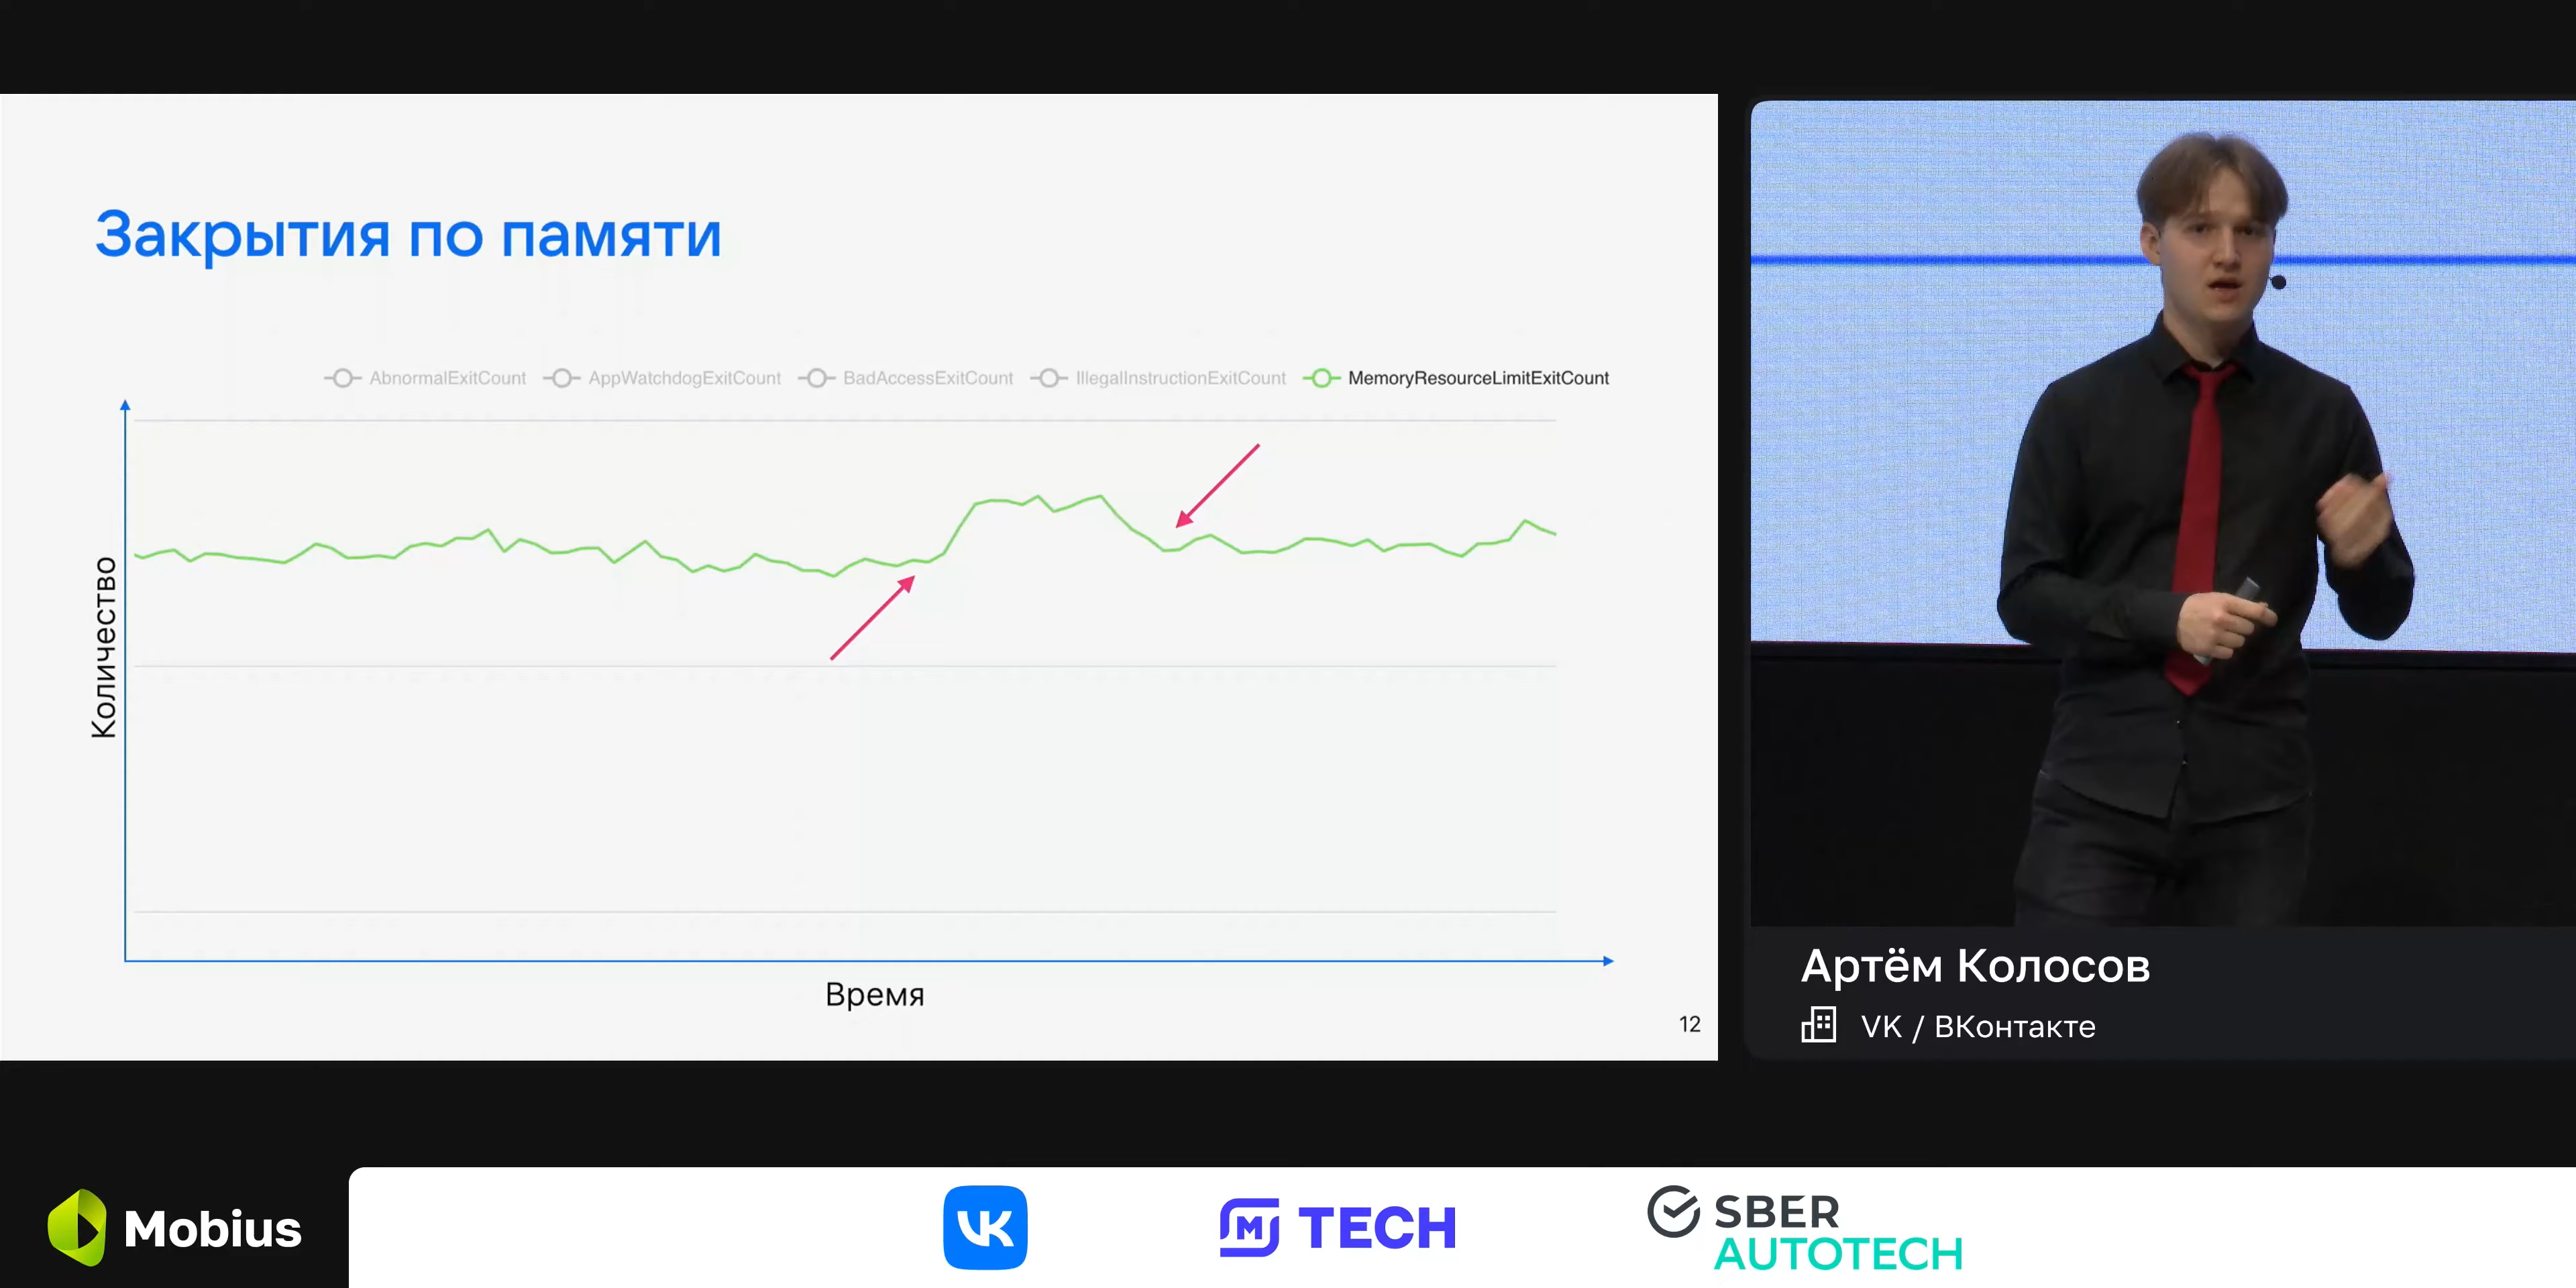 Закрытия по памяти
AbnormalExitCount AppWatchdogExitCount BadAccessExitCount IllegalInstructionExitCount MemoryResourceLimitExitCount
Количество
Время
12
Артём Колосов
VK / ВКонтакте
Mobius
VK
M TECH
SBER
AUTOTECH